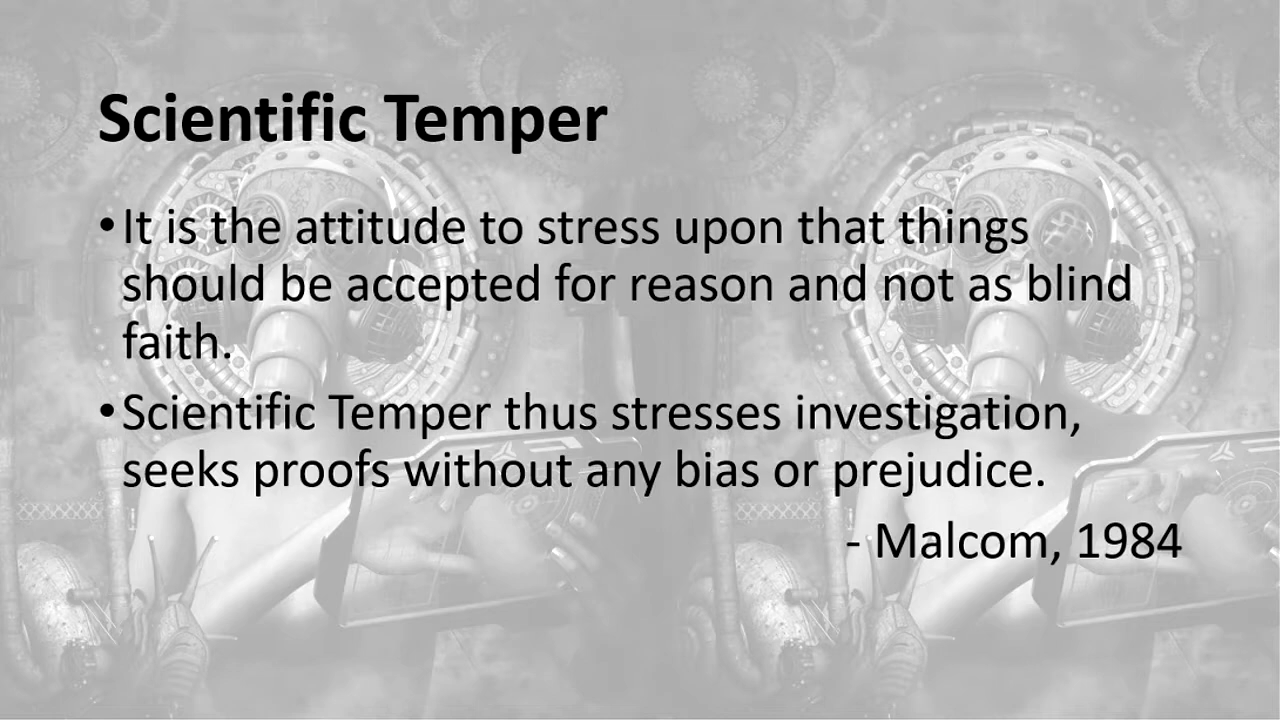 Scientific Temper
•It is the attitude to stress upon that things
should be accepted for reason and not as blind
faith.
•Scientific Temper thus stresses investigation,
seeks proofs without any bias or prejudice.
- Malcom, 1984